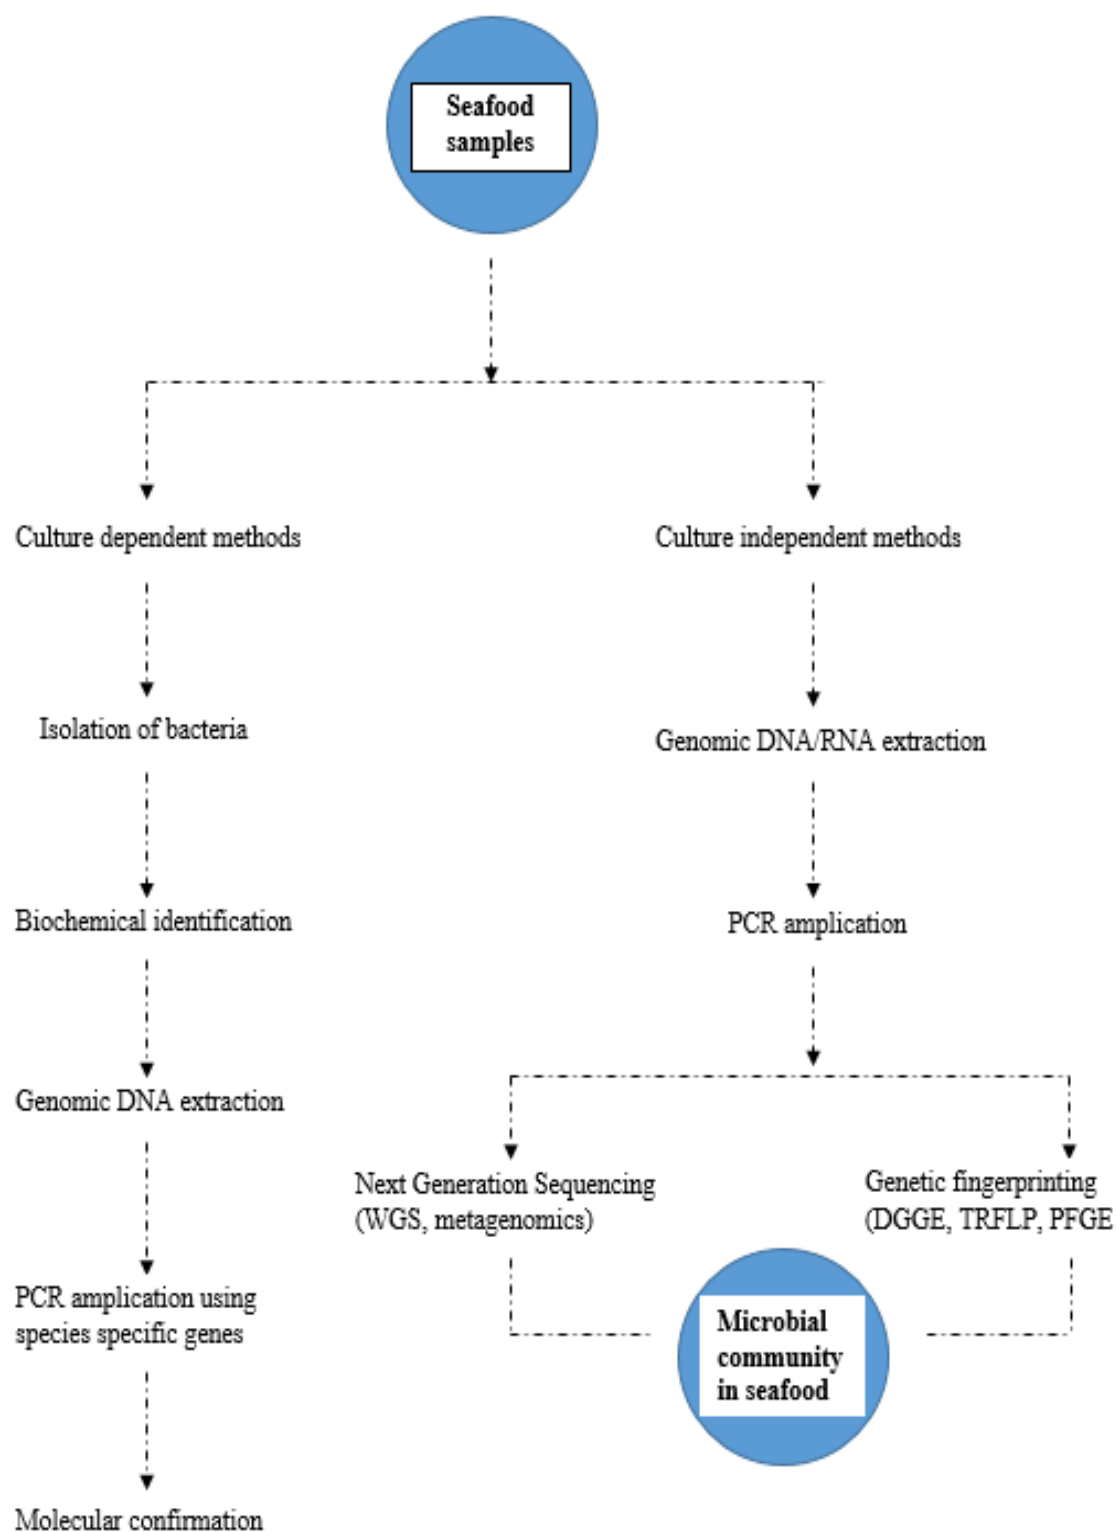 Seafood
samples
Culture dependent methods
Isolation of bacteria
Biochemical identification
Genomic DNA extraction
PCR amplication using
species specific genes
Molecular confirmation
Culture independent methods
Genomic DNA/RNA extraction
PCR amplication
Next Generation Sequencing
(WGS, metagenomics)
Genetic fingerprinting
(DGGE, TRFLP, PFGE
Microbial
community
in seafood